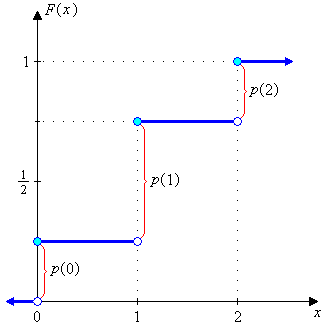 F(x)
1
p(2)
p(1)
1/2
p(0)
0 1 2 x